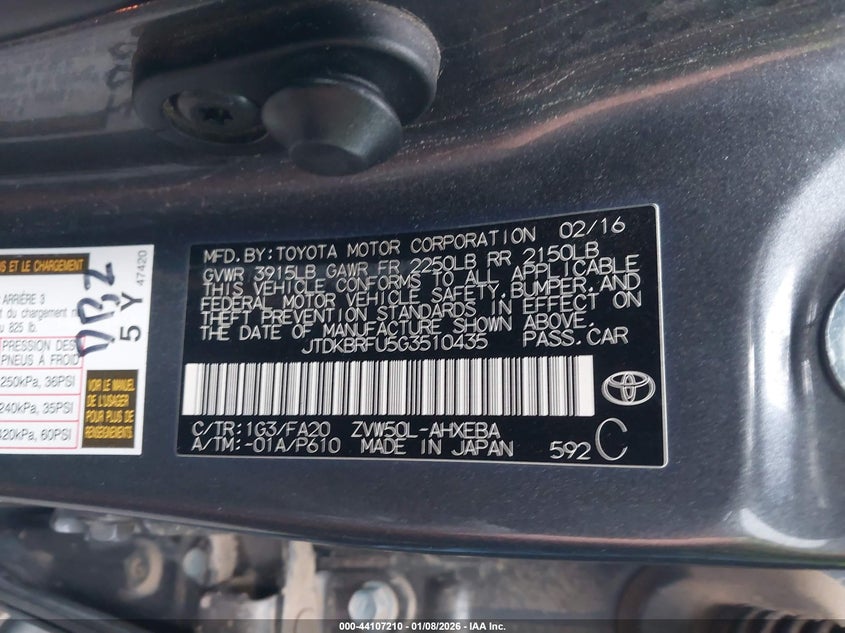 MFD. BY: TOYOTA MOTOR CORPORATION 02/16
GVWR 3915LB GAWR FR 2250LB RR 2150LB
THIS VEHICLE CONFORMS TO ALL APPLICABLE
FEDERAL MOTOR VEHICLE SAFETY, BUMPER, AND
THEFT PREVENTION STANDARDS IN EFFECT ON
THE DATE OF MANUFACTURE SHOWN ABOVE.
JTDKBRFU5G3510435 PASS. CAR
C/TR: 1G3/FA20 ZVW50L-AHXEBA
A/TM: -01A/P610 MADE IN JAPAN 592 C
S ET LE CHARGEMENT
ARRIÈRE 3
t du chargement
825 lb.
PRESSION DES
PNEUS À FROID
250kPa, 36PSI
240kPa, 35PSI
420kPa, 60PSI
VOIR LE MANUEL
DE L'USAGER
POUR PLUS DE
RENSEIGNEMENTS
5 Y
47420
000-44107210 - 01/08/2026 - IAA, Inc.